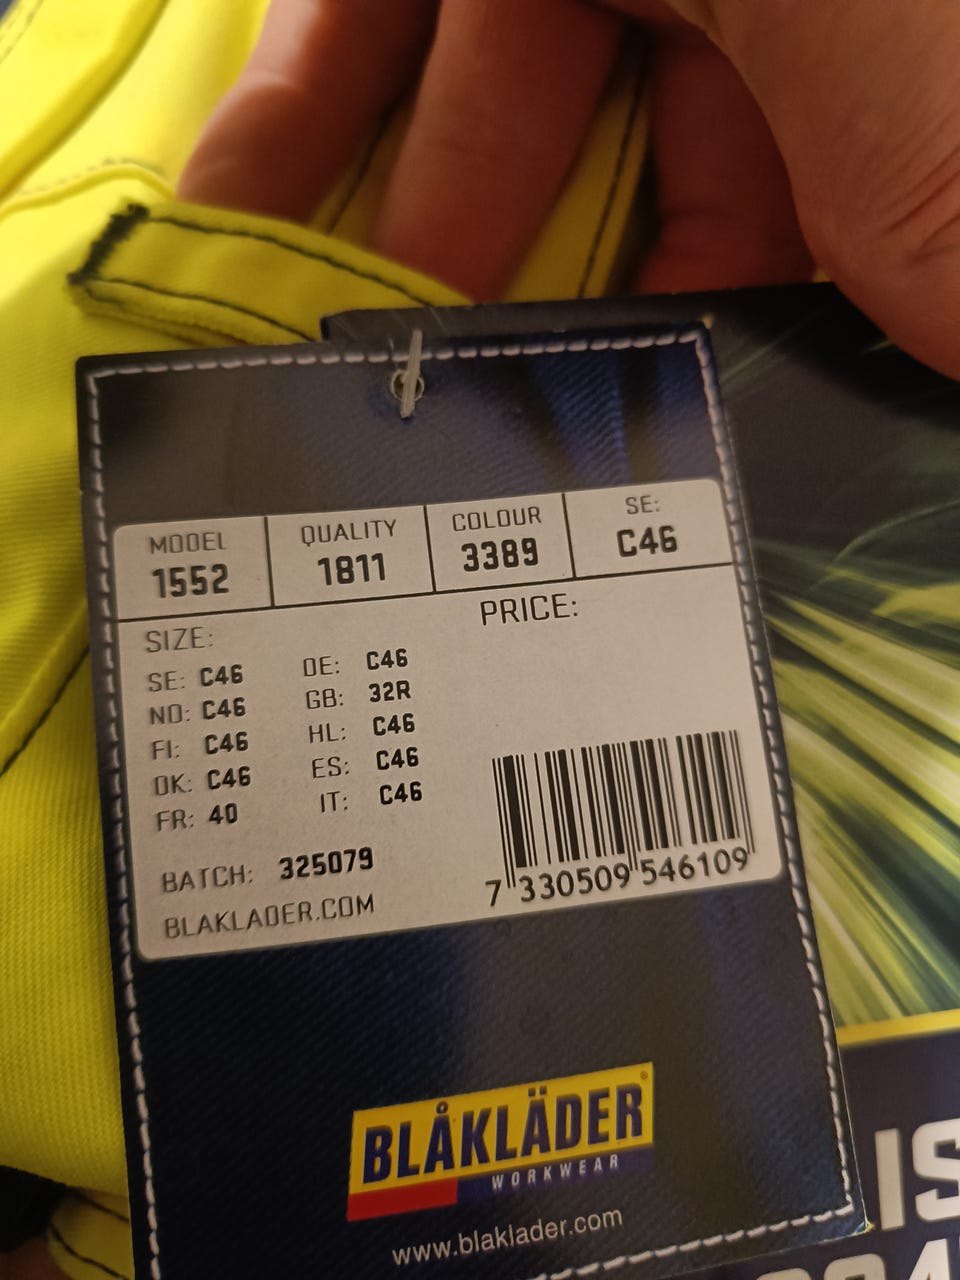 MODEL QUALITY COLOUR SE:
1552 1811 3389 C46
SIZE: PRICE:
SE: C46 DE: C46
NO: C46 GB: 32R
FI: C46 HL: C46
DK: C46 ES: C46
FR: 40 IT: C46
BATCH: 325079
BLAKLADER.COM
7 330509 546109
BLÅKLÄDER®
WORKWEAR
www.blaklader.com
IS